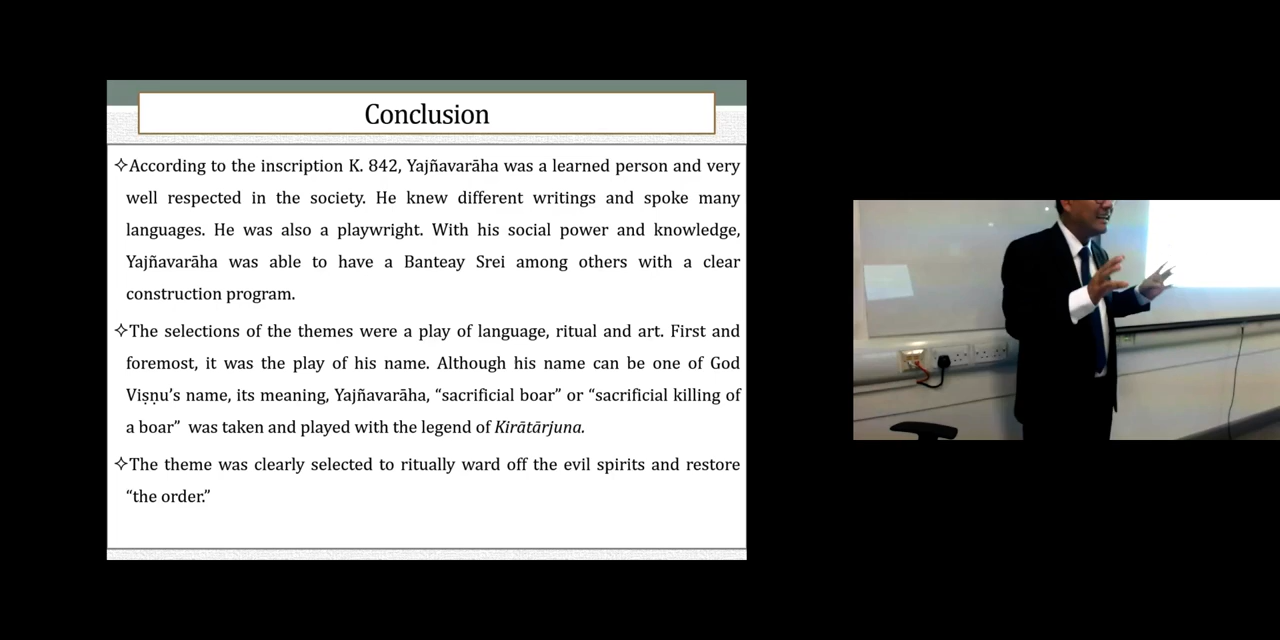 Conclusion
✧According to the inscription K. 842, Yajñavarāha was a learned person and very
well respected in the society. He knew different writings and spoke many
languages. He was also a playwright. With his social power and knowledge,
Yajñavarāha was able to have a Banteay Srei among others with a clear
construction program.
✧The selections of the themes were a play of language, ritual and art. First and
foremost, it was the play of his name. Although his name can be one of God
Viṣṇu’s name, its meaning, Yajñavarāha, “sacrificial boar” or “sacrificial killing of
a boar” was taken and played with the legend of Kirātārjuna.
✧The theme was clearly selected to ritually ward off the evil spirits and restore
“the order.”